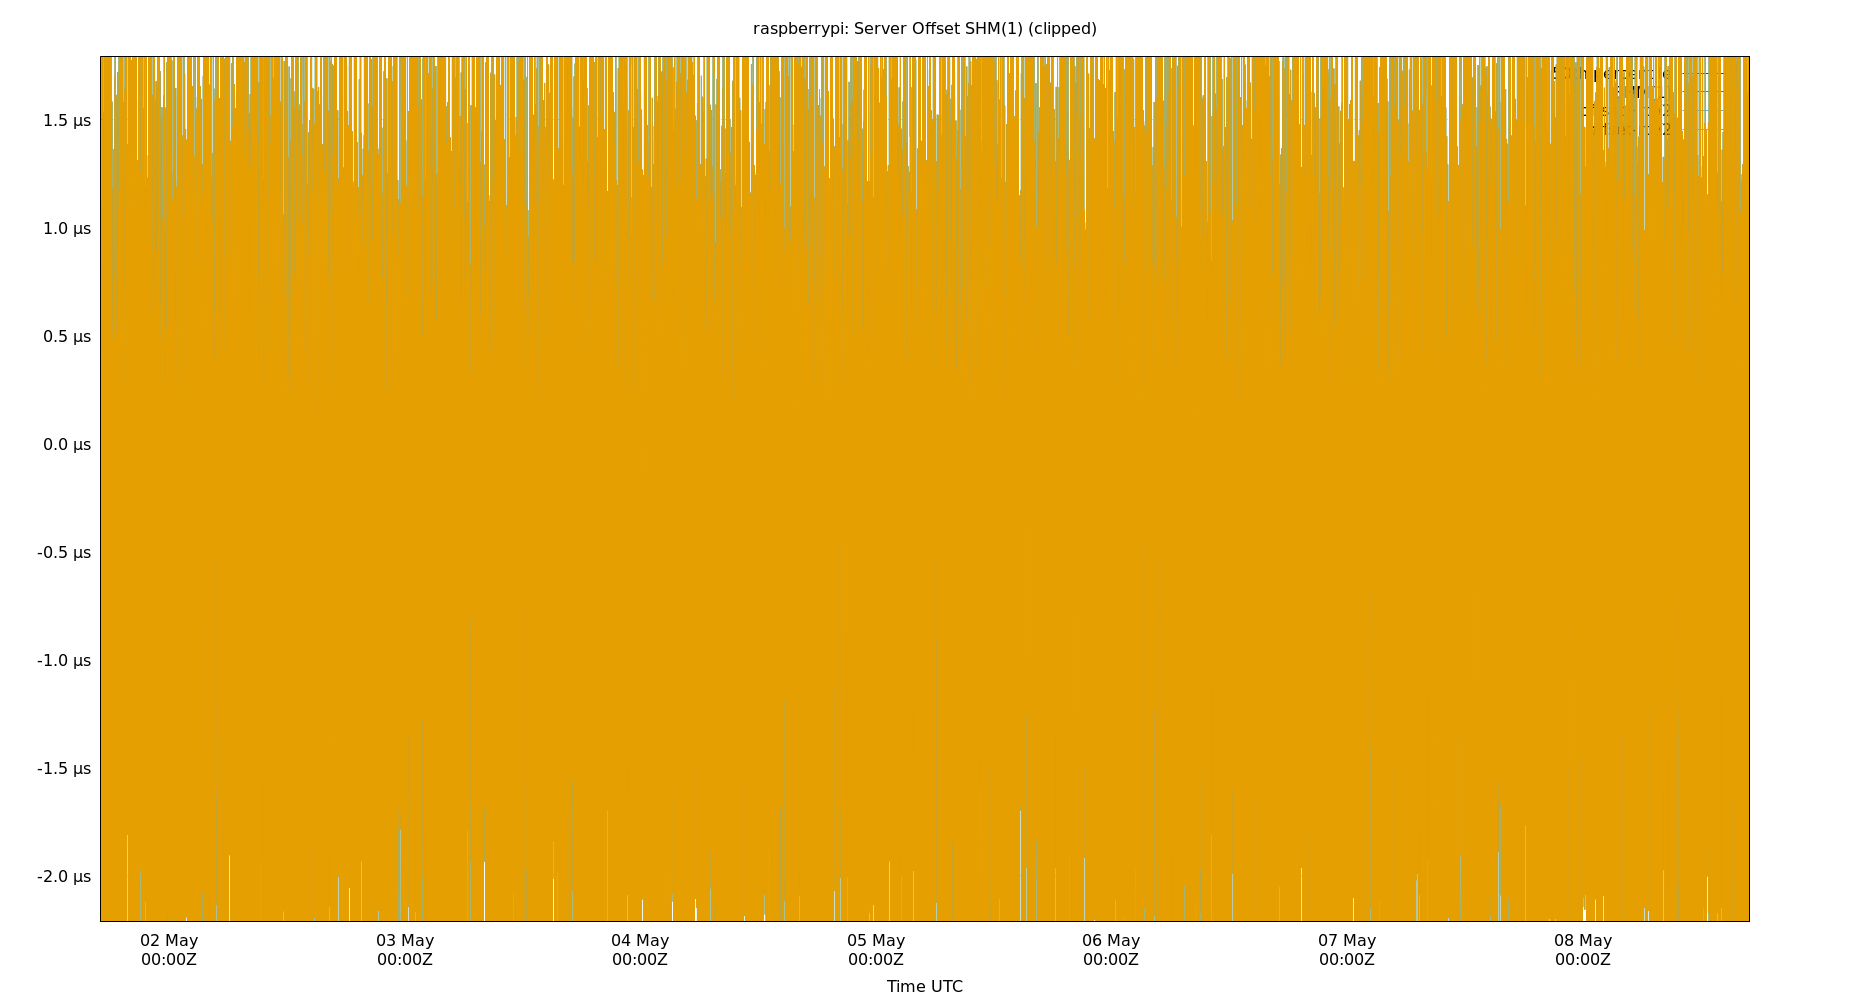 raspberrypi: Server Offset SHM(1) (clipped)
1.5 µs
1.0 µs
0.5 µs
0.0 µs
-0.5 µs
-1.0 µs
-1.5 µs
-2.0 µs
02 May 03 May 04 May 05 May 06 May 07 May 08 May
00:00Z 00:00Z 00:00Z 00:00Z 00:00Z 00:00Z 00:00Z
Time UTC